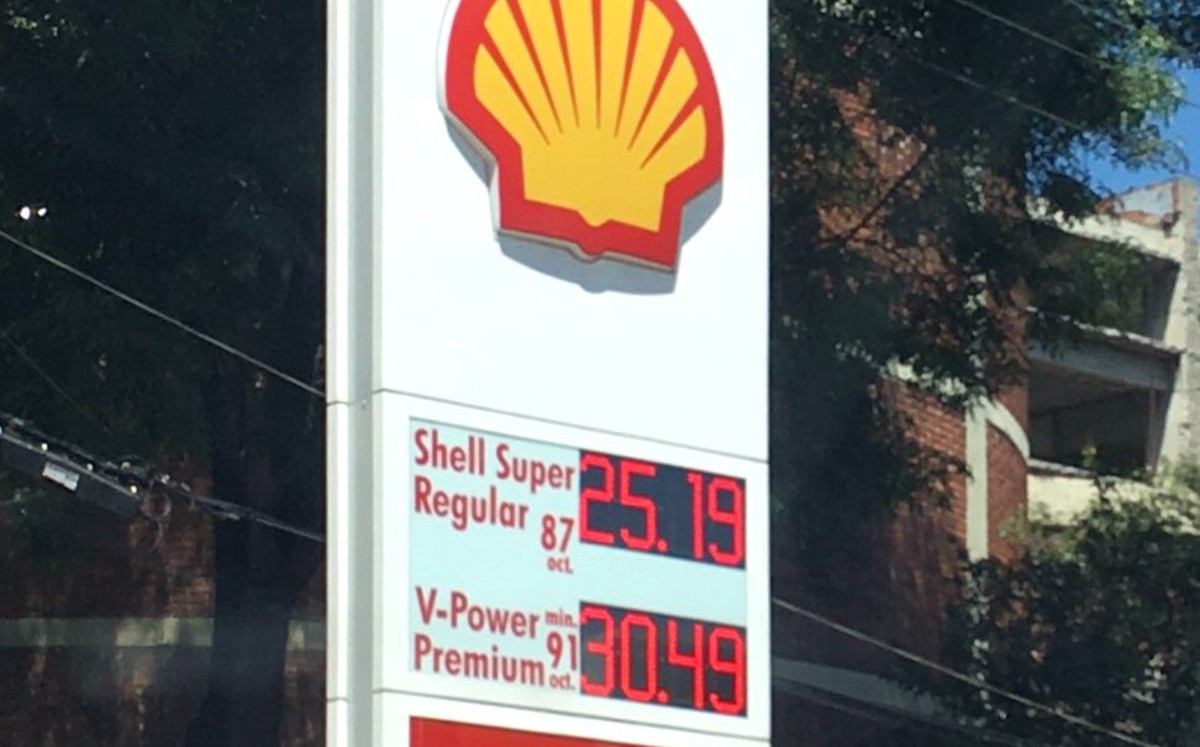 Shell Super 25.19
Regular 87
oct.
V-Power min. 30.49
Premium 91
oct.